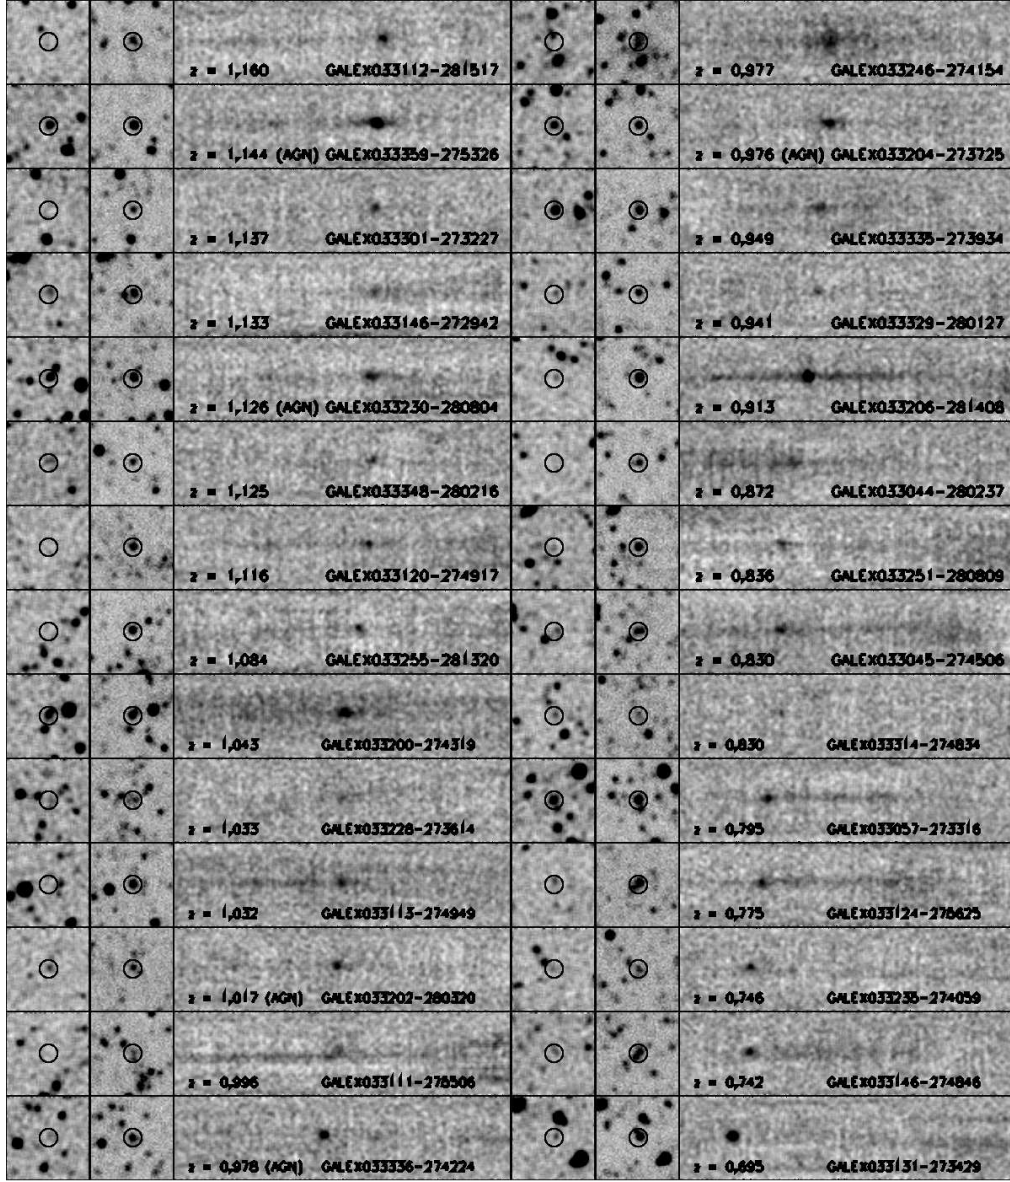 z = 1.160 GALEX033112-281517
z = 1.144 (AGN) GALEX033359-275326
z = 1.137 GALEX033301-273227
z = 1.133 GALEX033146-272942
z = 1.126 (AGN) GALEX033230-280804
z = 1.125 GALEX033348-280216
z = 1.116 GALEX033120-274917
z = 1.084 GALEX033255-281320
z = 1.043 GALEX033200-274319
z = 1.033 GALEX033228-273614
z = 1.032 GALEX033113-274949
z = 1.017 (AGN) GALEX033202-280320
z = 0.996 GALEX033111-275506
z = 0.978 (AGN) GALEX033336-274224
z = 0.977 GALEX033246-274154
z = 0.976 (AGN) GALEX033204-273725
z = 0.949 GALEX033335-273934
z = 0.941 GALEX033329-280127
z = 0.913 GALEX033206-281408
z = 0.872 GALEX033044-280237
z = 0.836 GALEX033251-280809
z = 0.830 GALEX033045-274506
z = 0.830 GALEX033314-274834
z = 0.795 GALEX033057-273316
z = 0.775 GALEX033124-275625
z = 0.746 GALEX033235-274059
z = 0.742 GALEX033146-274846
z = 0.695 GALEX033131-273429